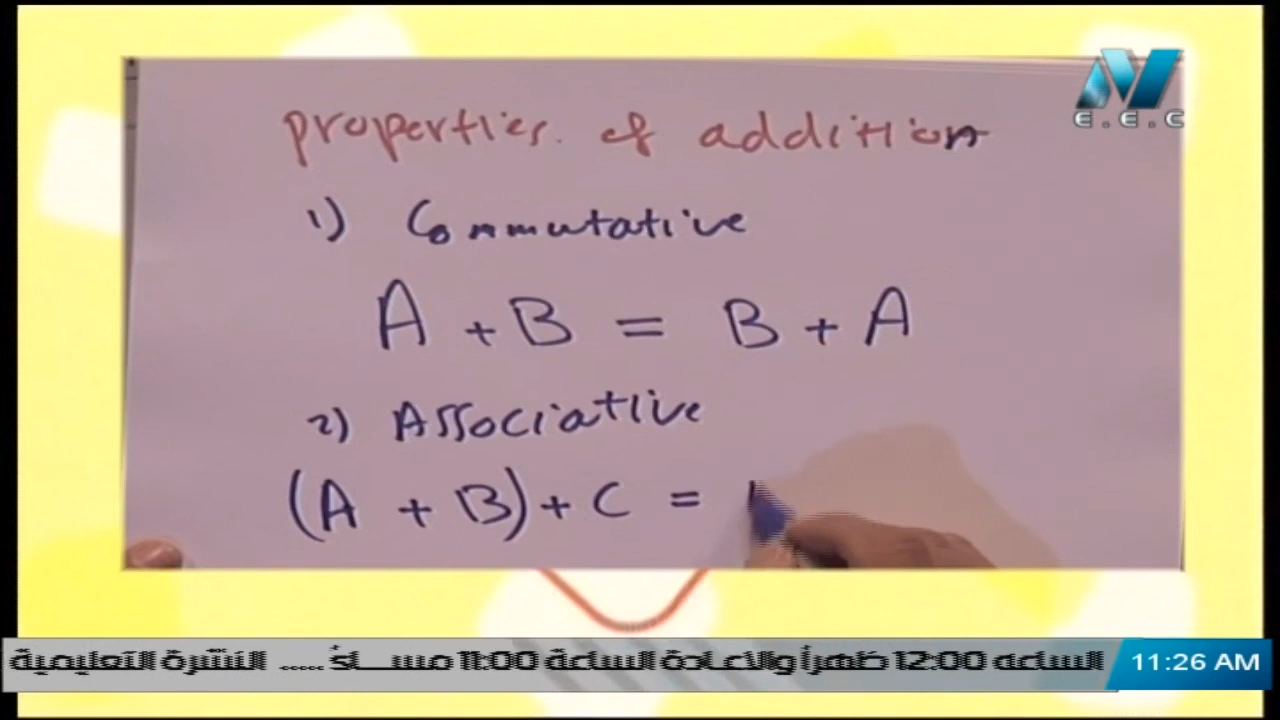 E.E.C
properties of addition
1) Commutative
A + B = B + A
2) Associative
(A + B) + C =
الساعه 12:00 ظهراً والاعادة الساعة 11:00 مساءً ..... النشرة التعليمية
11:26 AM